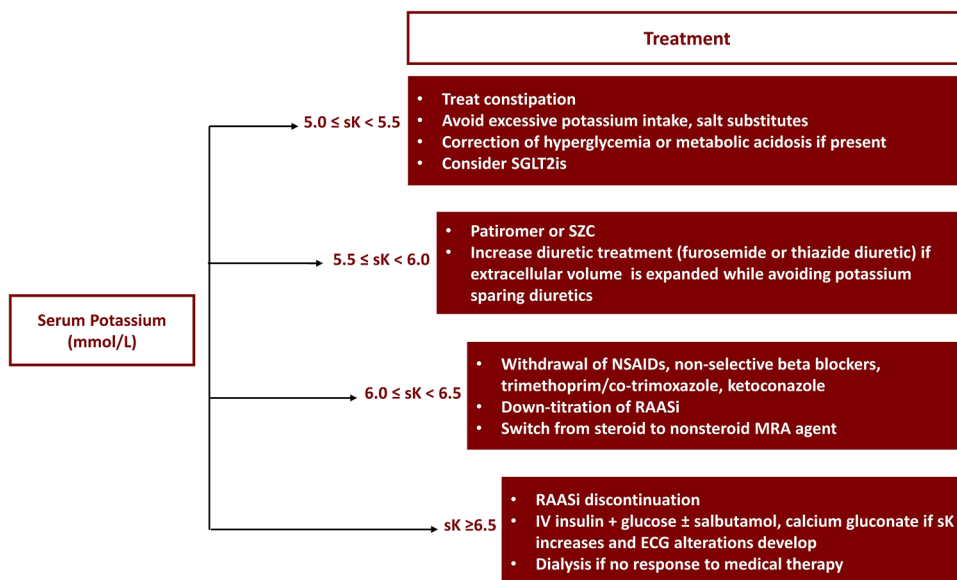 Treatment
5.0 ≤ sK < 5.5
• Treat constipation
• Avoid excessive potassium intake, salt substitutes
• Correction of hyperglycemia or metabolic acidosis if present
• Consider SGLT2is
5.5 ≤ sK < 6.0
• Patiromer or SZC
• Increase diuretic treatment (furosemide or thiazide diuretic) if
extracellular volume is expanded while avoiding potassium
sparing diuretics
Serum Potassium
(mmol/L)
6.0 ≤ sK < 6.5
• Withdrawal of NSAIDs, non-selective beta blockers,
trimethoprim/co-trimoxazole, ketoconazole
• Down-titration of RAASi
• Switch from steroid to nonsteroid MRA agent
sK ≥6.5
• RAASi discontinuation
• IV insulin + glucose ± salbutamol, calcium gluconate if sK
increases and ECG alterations develop
• Dialysis if no response to medical therapy